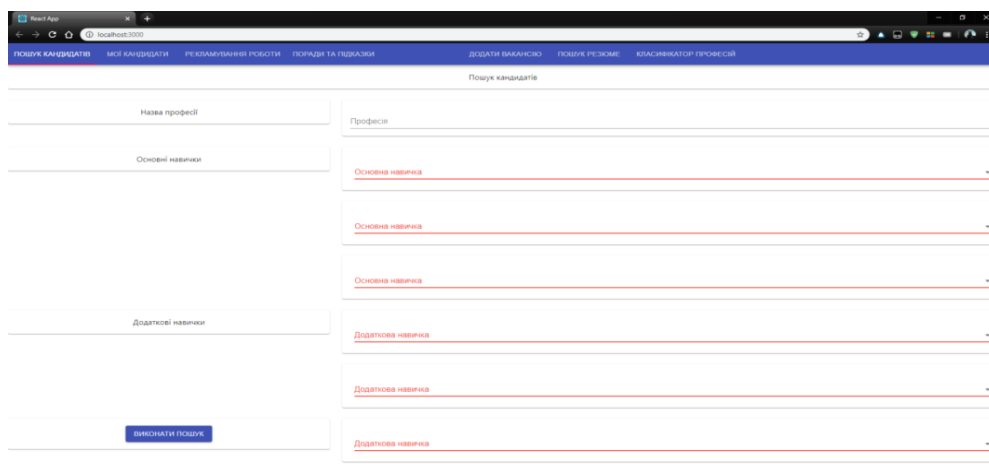 React App
localhost:3000
ПОШУК КАНДИДАТІВ МОЇ КАНДИДАТИ РЕКЛАМУВАННЯ РОБОТИ ПОРАДИ ТА ПІДКАЗКИ ДОДАТИ ВАКАНСІЮ ПОШУК РЕЗЮМЕ КЛАСИФІКАТОР ПРОФЕСІЙ
Пошук кандидатів
Назва професії
Професія
Основні навички
Основна навичка
Основна навичка
Основна навичка
Додаткові навички
Додаткова навичка
Додаткова навичка
ВИКОНАТИ ПОШУК
Додаткова навичка